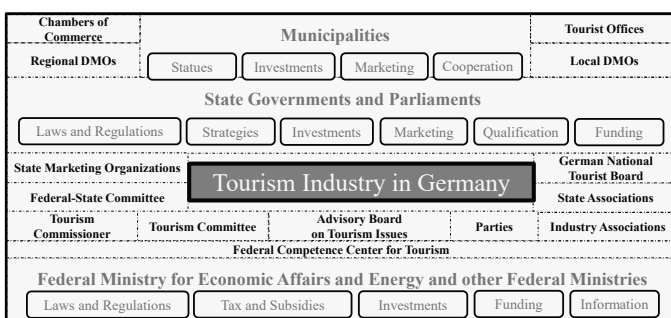 Chambers of
Commerce
Municipalities
Tourist Offices
Regional DMOs
Statues
Investments
Marketing
Cooperation
Local DMOs
State Governments and Parliaments
Laws and Regulations
Strategies
Investments
Marketing
Qualification
Funding
State Marketing Organizations
Tourism Industry in Germany
German National
Tourist Board
Federal-State Committee
State Associations
Tourism
Commissioner
Tourism Committee
Advisory Board
on Tourism Issues
Parties
Industry Associations
Federal Competence Center for Tourism
Federal Ministry for Economic Affairs and Energy and other Federal Ministries
Laws and Regulations
Tax and Subsidies
Investments
Funding
Information